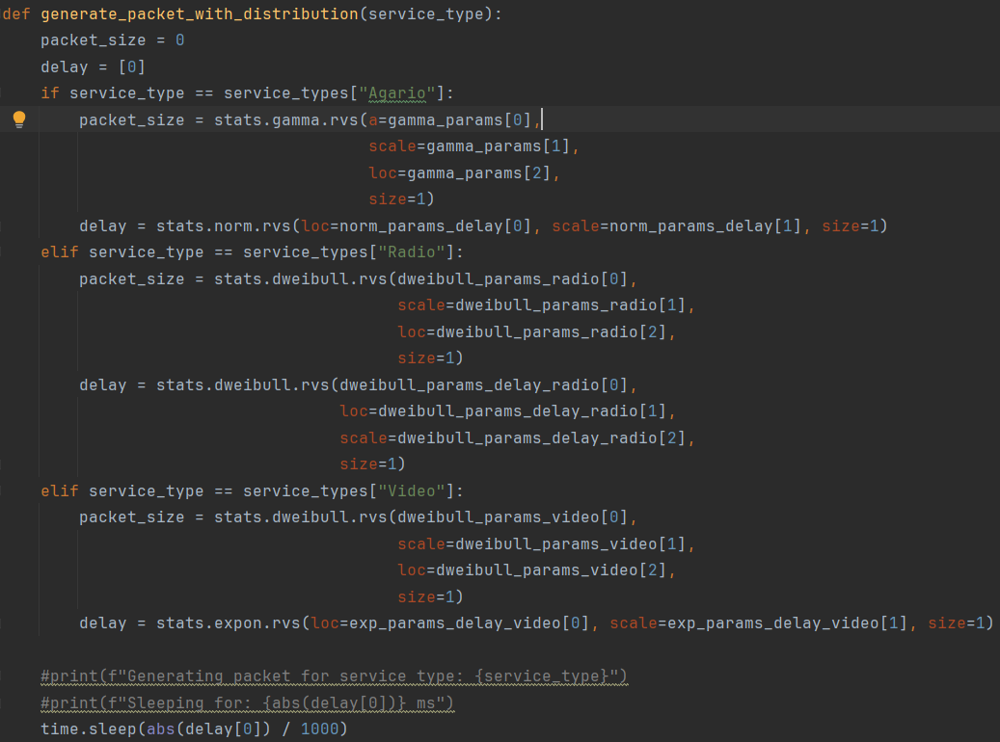 def generate_packet_with_distribution(service_type):
    packet_size = 0
    delay = [0]
    if service_type == service_types["Agario"]:
        packet_size = stats.gamma.rvs(a=gamma_params[0],
                                      scale=gamma_params[1],
                                      loc=gamma_params[2],
                                      size=1)
        delay = stats.norm.rvs(loc=norm_params_delay[0], scale=norm_params_delay[1], size=1)
    elif service_type == service_types["Radio"]:
        packet_size = stats.dweibull.rvs(dweibull_params_radio[0],
                                         scale=dweibull_params_radio[1],
                                         loc=dweibull_params_radio[2],
                                         size=1)
        delay = stats.dweibull.rvs(dweibull_params_delay_radio[0],
                                   loc=dweibull_params_delay_radio[1],
                                   scale=dweibull_params_delay_radio[2],
                                   size=1)
    elif service_type == service_types["Video"]:
        packet_size = stats.dweibull.rvs(dweibull_params_video[0],
                                         scale=dweibull_params_video[1],
                                         loc=dweibull_params_video[2],
                                         size=1)
        delay = stats.expon.rvs(loc=exp_params_delay_video[0], scale=exp_params_delay_video[1], size=1)

    #print(f"Generating packet for service type: {service_type}")
    #print(f"Sleeping for: {abs(delay[0])} ms")
    time.sleep(abs(delay[0]) / 1000)